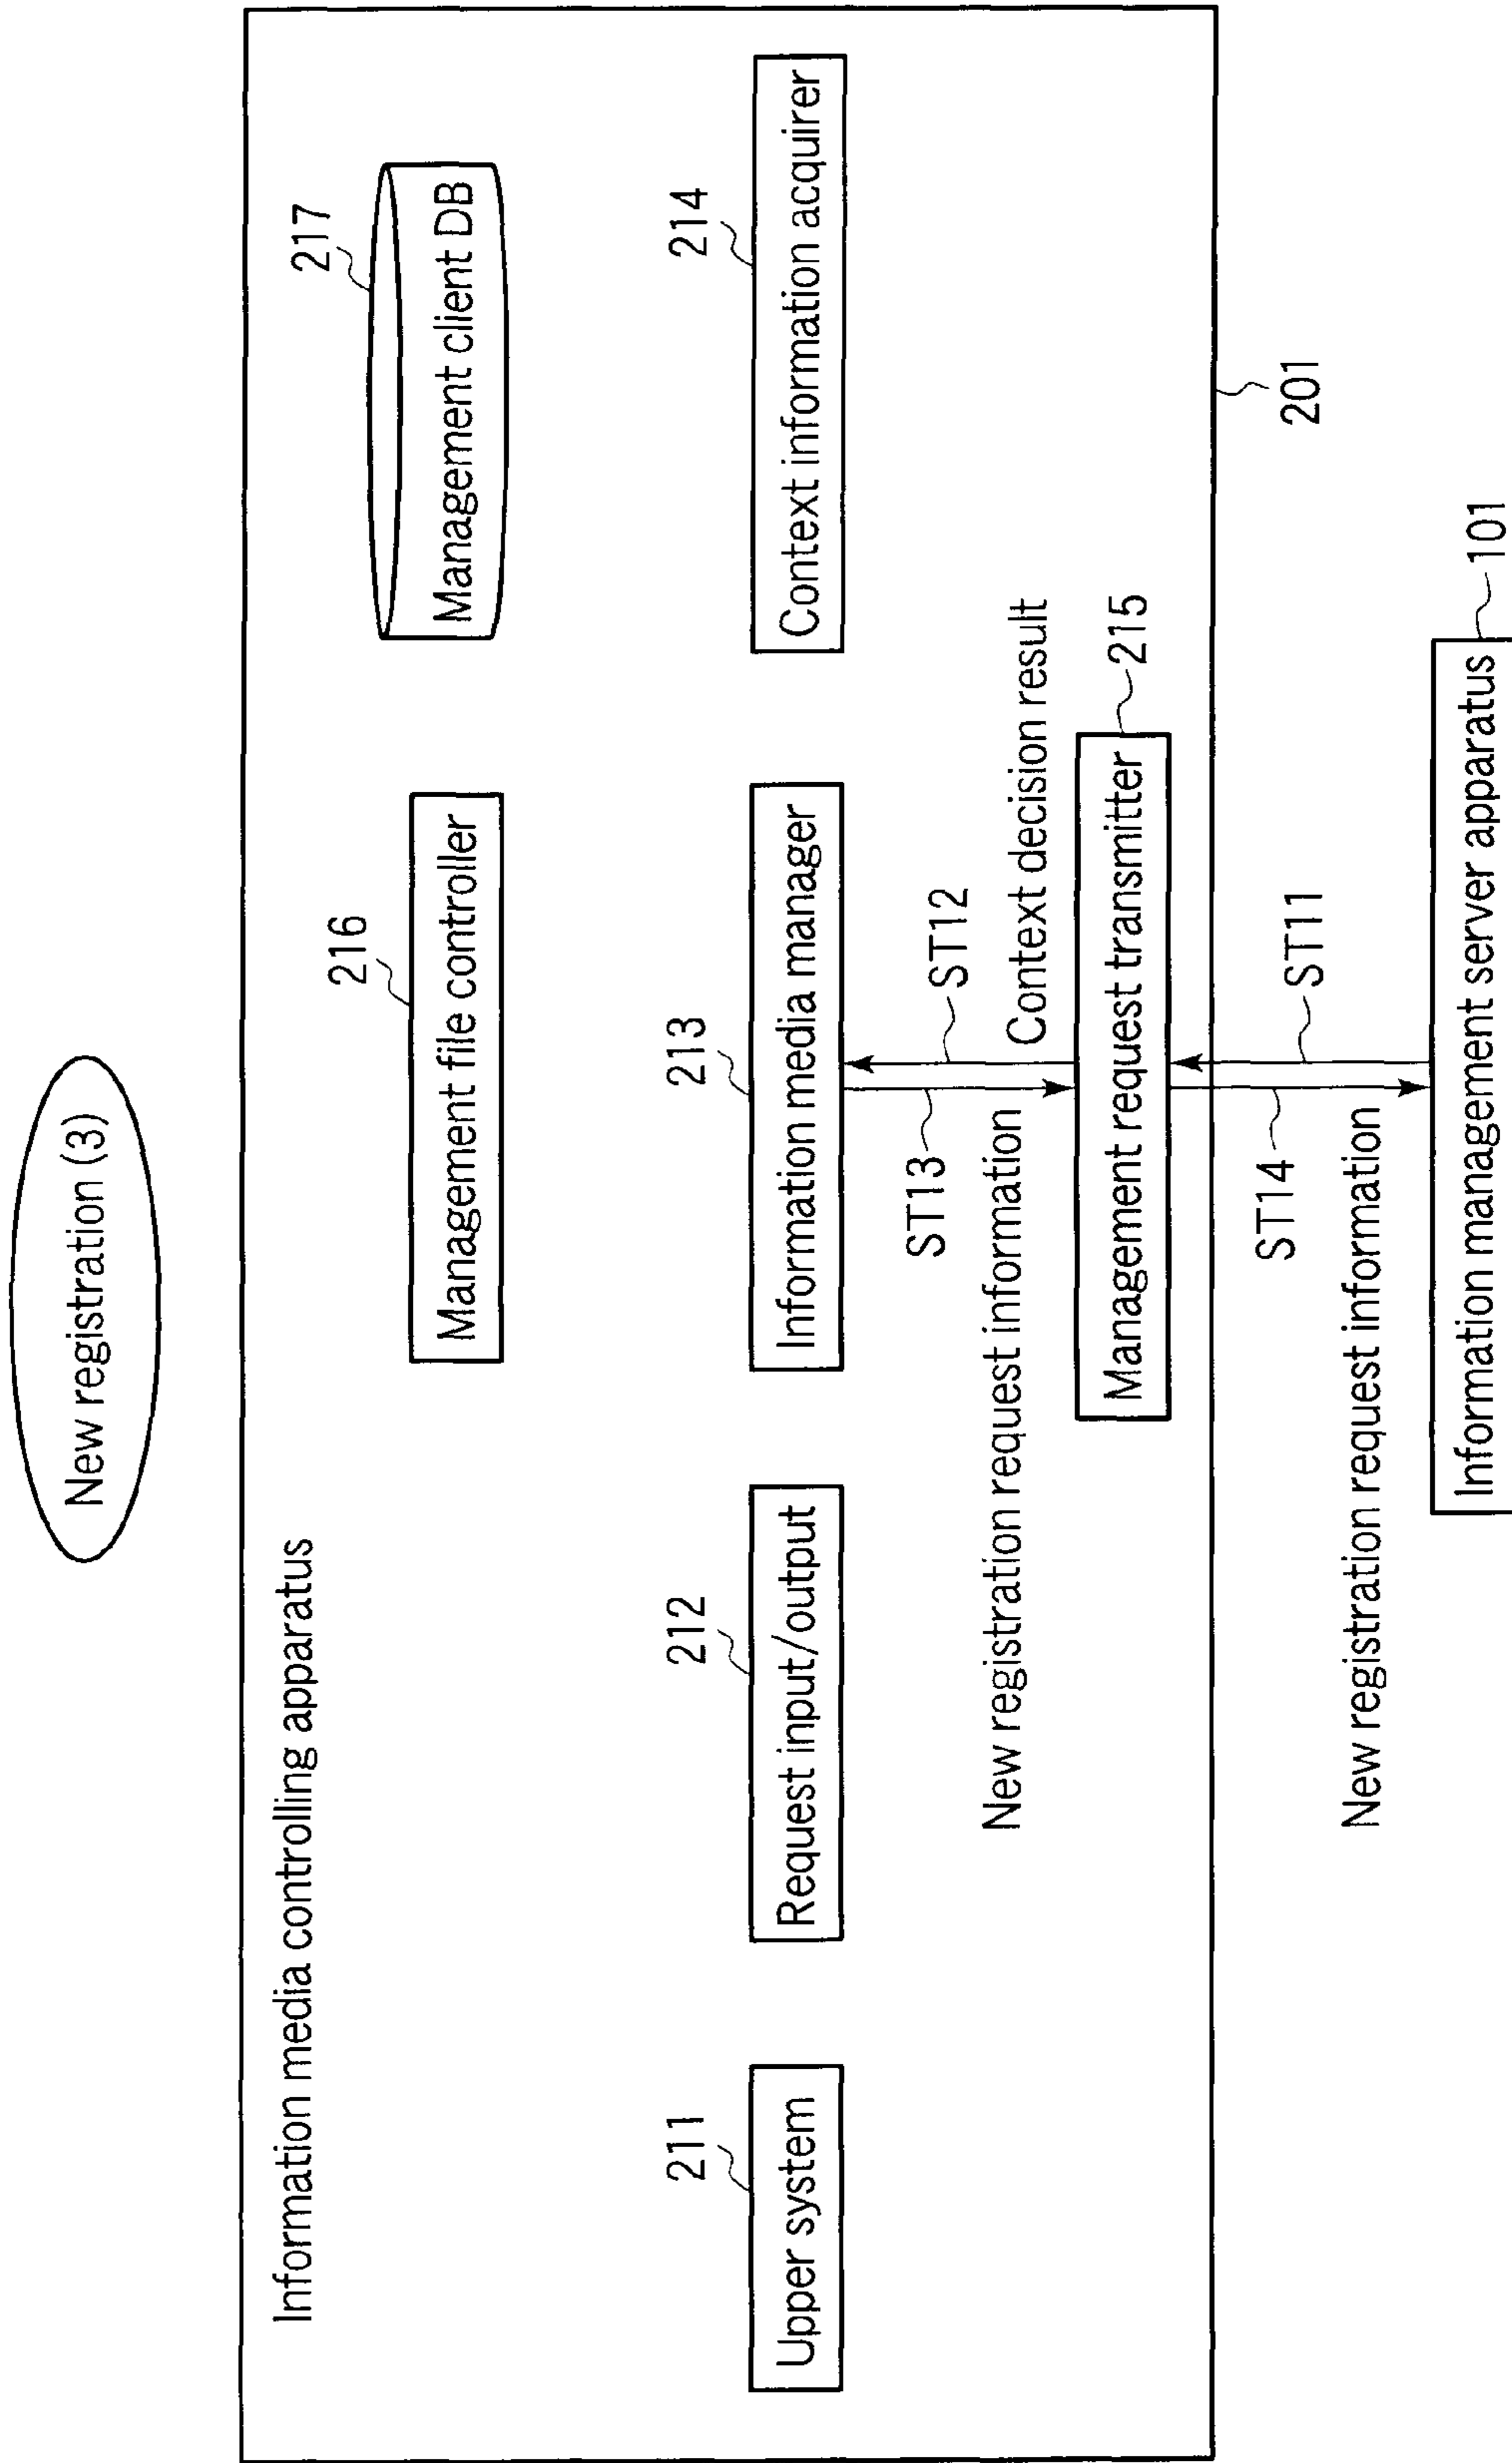 New registration (3)
Information media controlling apparatus
216
Management file controller
217
Management client DB
211
Upper system
212
Request input/output
213
Information media manager
214
Context information acquirer
ST13
ST12
New registration request information
Context decision result
Management request transmitter
215
201
ST14
ST11
New registration request information
Information management server apparatus
101